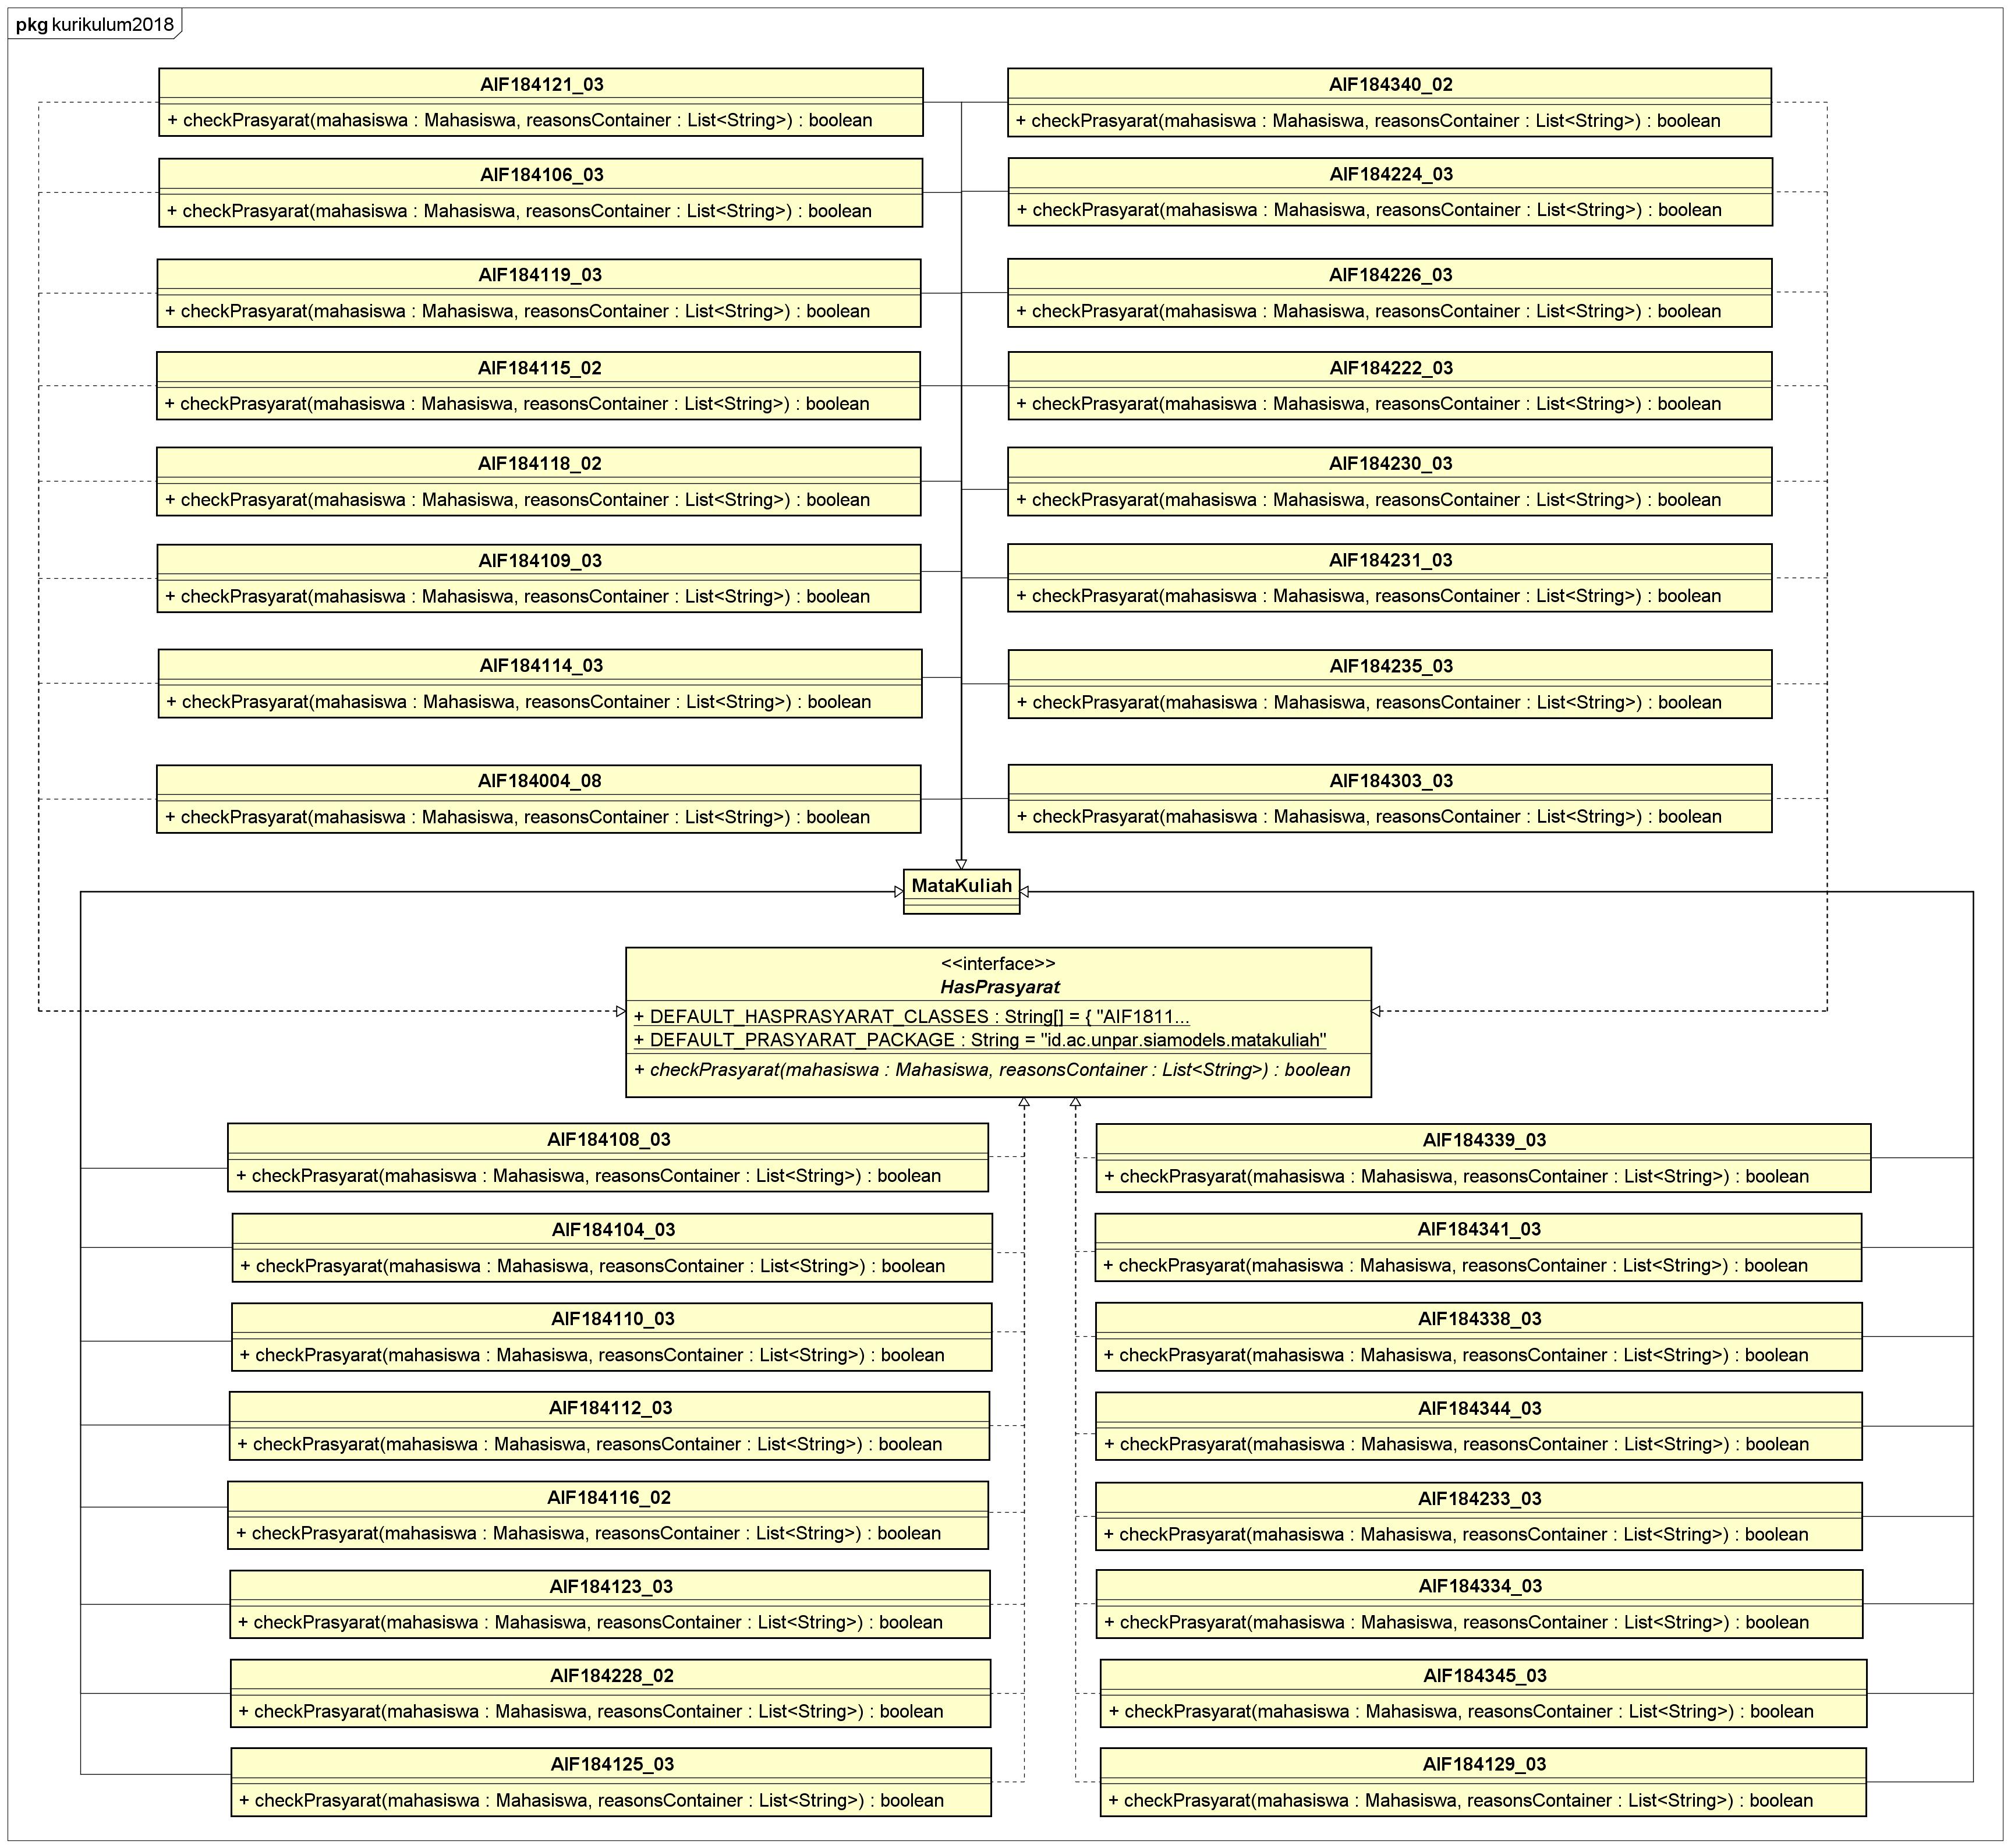 pkg kurikulum2018
AIF184121_03
+ checkPrasyarat(mahasiswa : Mahasiswa, reasonsContainer : List<String>) : boolean
AIF184340_02
+ checkPrasyarat(mahasiswa : Mahasiswa, reasonsContainer : List<String>) : boolean
AIF184106_03
+ checkPrasyarat(mahasiswa : Mahasiswa, reasonsContainer : List<String>) : boolean
AIF184224_03
+ checkPrasyarat(mahasiswa : Mahasiswa, reasonsContainer : List<String>) : boolean
AIF184119_03
+ checkPrasyarat(mahasiswa : Mahasiswa, reasonsContainer : List<String>) : boolean
AIF184226_03
+ checkPrasyarat(mahasiswa : Mahasiswa, reasonsContainer : List<String>) : boolean
AIF184115_02
+ checkPrasyarat(mahasiswa : Mahasiswa, reasonsContainer : List<String>) : boolean
AIF184222_03
+ checkPrasyarat(mahasiswa : Mahasiswa, reasonsContainer : List<String>) : boolean
AIF184118_02
+ checkPrasyarat(mahasiswa : Mahasiswa, reasonsContainer : List<String>) : boolean
AIF184230_03
+ checkPrasyarat(mahasiswa : Mahasiswa, reasonsContainer : List<String>) : boolean
AIF184109_03
+ checkPrasyarat(mahasiswa : Mahasiswa, reasonsContainer : List<String>) : boolean
AIF184231_03
+ checkPrasyarat(mahasiswa : Mahasiswa, reasonsContainer : List<String>) : boolean
AIF184114_03
+ checkPrasyarat(mahasiswa : Mahasiswa, reasonsContainer : List<String>) : boolean
AIF184235_03
+ checkPrasyarat(mahasiswa : Mahasiswa, reasonsContainer : List<String>) : boolean
AIF184004_08
+ checkPrasyarat(mahasiswa : Mahasiswa, reasonsContainer : List<String>) : boolean
AIF184303_03
+ checkPrasyarat(mahasiswa : Mahasiswa, reasonsContainer : List<String>) : boolean
MataKuliah
<<interface>>
HasPrasyarat
+ DEFAULT_HASPRASYARAT_CLASSES : String[] = { "AIF1811...
+ DEFAULT_PRASYARAT_PACKAGE : String = "id.ac.unpar.siamodels.matakuliah"
+ checkPrasyarat(mahasiswa : Mahasiswa, reasonsContainer : List<String>) : boolean
AIF184108_03
+ checkPrasyarat(mahasiswa : Mahasiswa, reasonsContainer : List<String>) : boolean
AIF184339_03
+ checkPrasyarat(mahasiswa : Mahasiswa, reasonsContainer : List<String>) : boolean
AIF184104_03
+ checkPrasyarat(mahasiswa : Mahasiswa, reasonsContainer : List<String>) : boolean
AIF184341_03
+ checkPrasyarat(mahasiswa : Mahasiswa, reasonsContainer : List<String>) : boolean
AIF184110_03
+ checkPrasyarat(mahasiswa : Mahasiswa, reasonsContainer : List<String>) : boolean
AIF184338_03
+ checkPrasyarat(mahasiswa : Mahasiswa, reasonsContainer : List<String>) : boolean
AIF184112_03
+ checkPrasyarat(mahasiswa : Mahasiswa, reasonsContainer : List<String>) : boolean
AIF184344_03
+ checkPrasyarat(mahasiswa : Mahasiswa, reasonsContainer : List<String>) : boolean
AIF184116_02
+ checkPrasyarat(mahasiswa : Mahasiswa, reasonsContainer : List<String>) : boolean
AIF184233_03
+ checkPrasyarat(mahasiswa : Mahasiswa, reasonsContainer : List<String>) : boolean
AIF184123_03
+ checkPrasyarat(mahasiswa : Mahasiswa, reasonsContainer : List<String>) : boolean
AIF184334_03
+ checkPrasyarat(mahasiswa : Mahasiswa, reasonsContainer : List<String>) : boolean
AIF184228_02
+ checkPrasyarat(mahasiswa : Mahasiswa, reasonsContainer : List<String>) : boolean
AIF184345_03
+ checkPrasyarat(mahasiswa : Mahasiswa, reasonsContainer : List<String>) : boolean
AIF184125_03
+ checkPrasyarat(mahasiswa : Mahasiswa, reasonsContainer : List<String>) : boolean
AIF184129_03
+ checkPrasyarat(mahasiswa : Mahasiswa, reasonsContainer : List<String>) : boolean